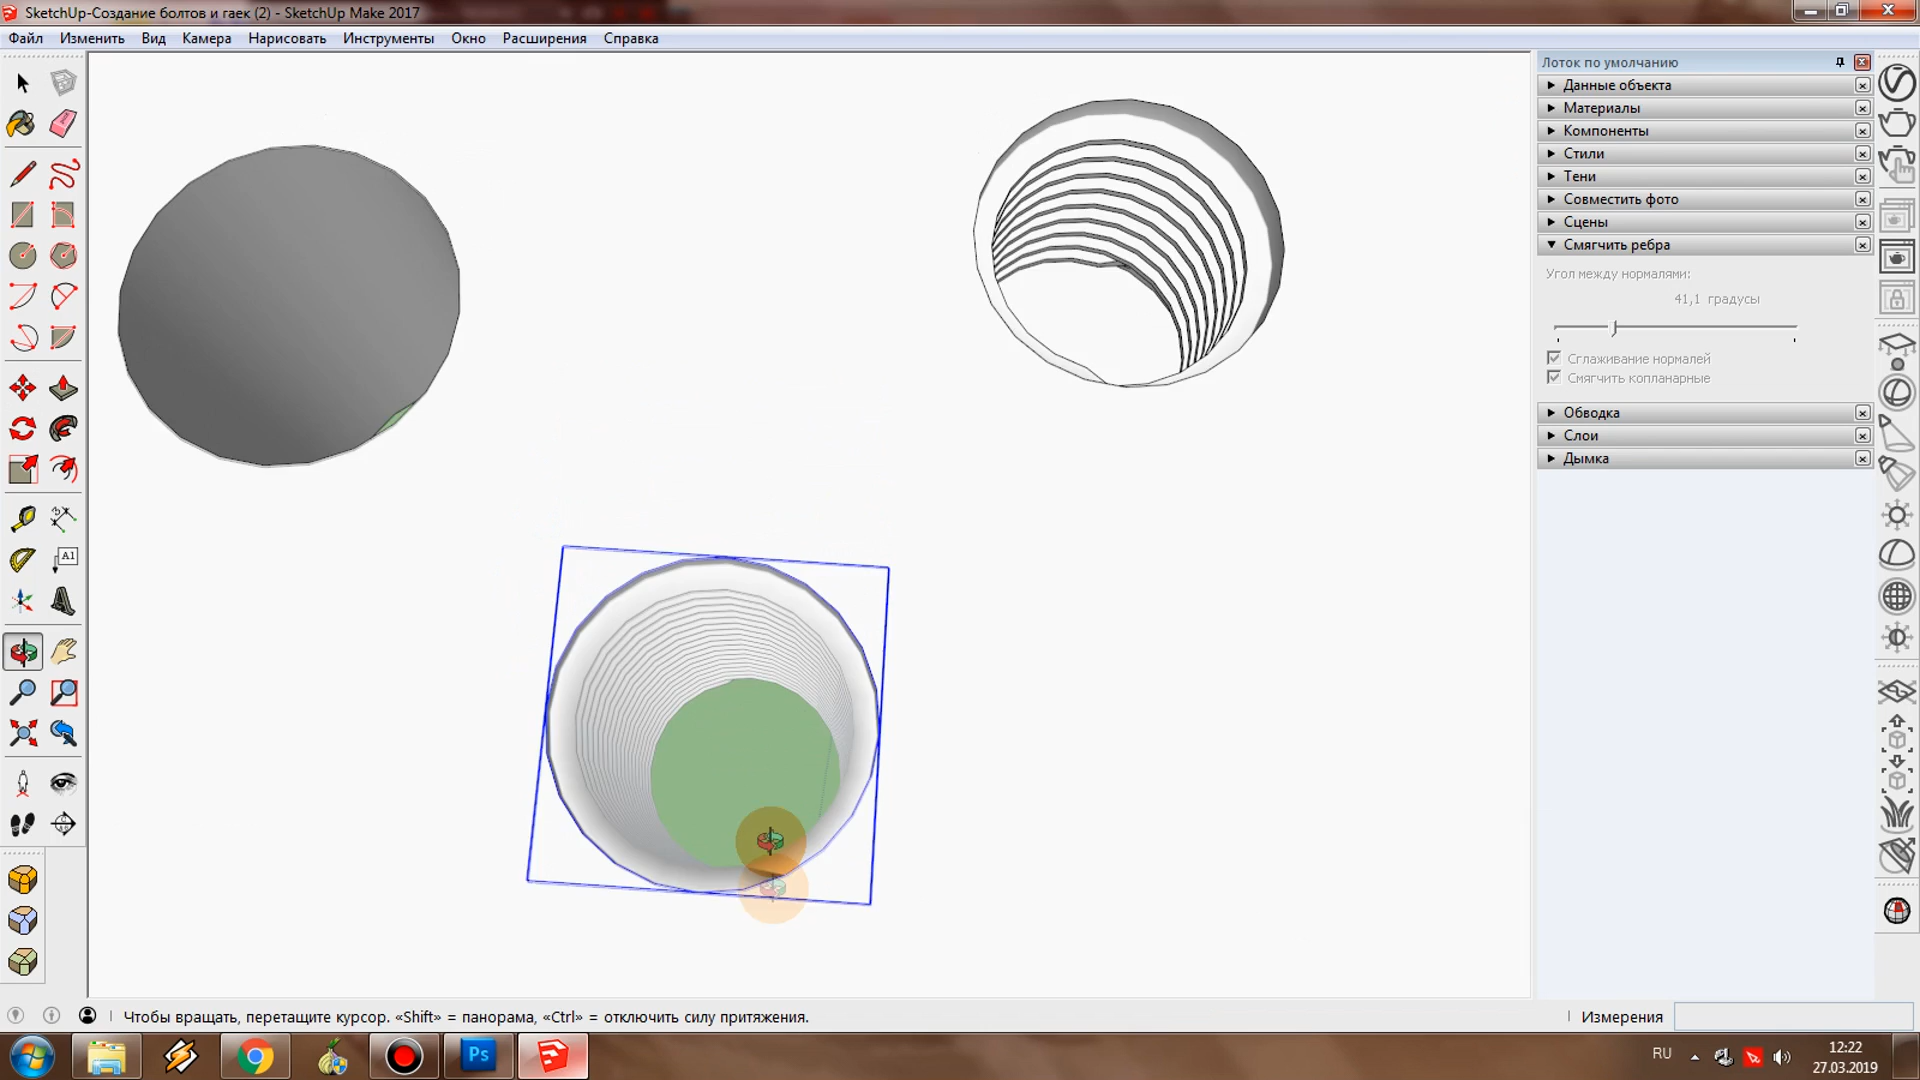 SketchUp-Создание болтов и гаек (2) - SketchUp Make 2017
Файл Изменить Вид Камера Нарисовать Инструменты Окно Расширения Справка
Лоток по умолчанию
Данные объекта
Материалы
Компоненты
Стили
Тени
Совместить фото
Сцены
Смягчить ребра
Угол между нормалями:
41,1 градусы
Сглаживание нормалей
Смягчить копланарные
Обводка
Слои
Дымка
A1
Чтобы вращать, перетащите курсор. «Shift» = панорама, «Ctrl» = отключить силу притяжения.
Измерения
Ps
RU
12:22
27.03.2019